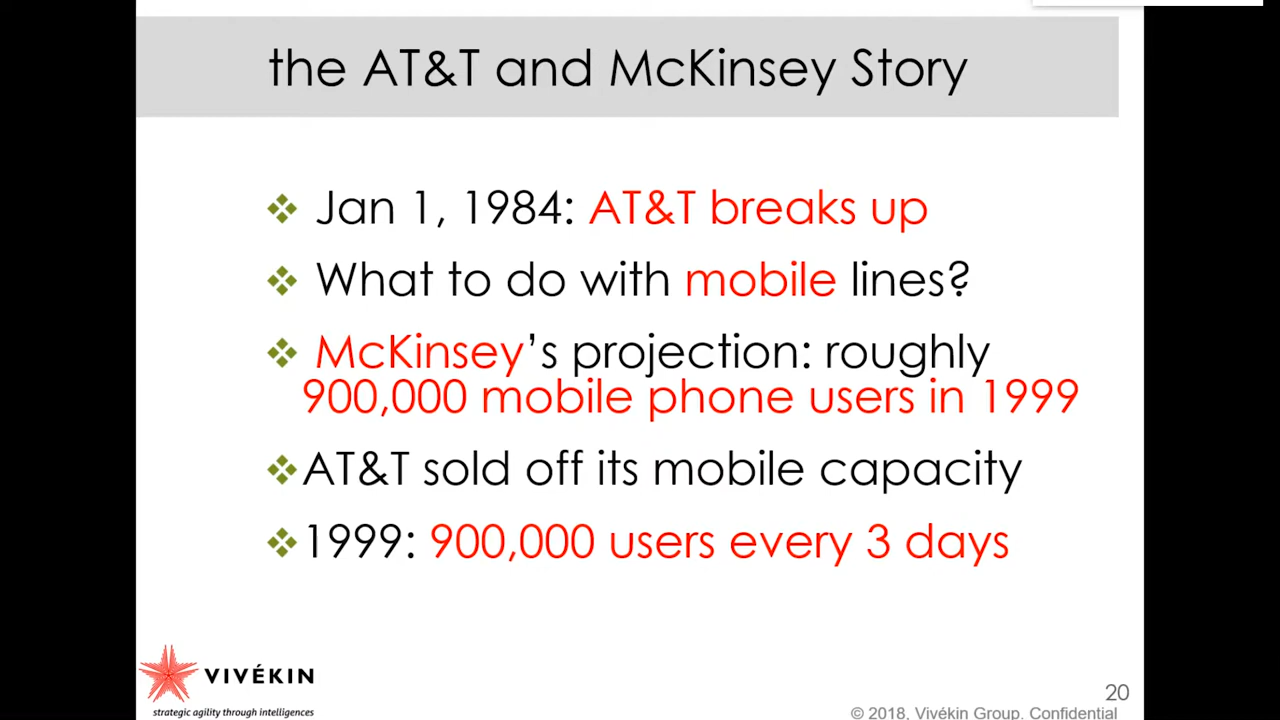 the AT&T and McKinsey Story
Jan 1, 1984: AT&T breaks up
What to do with mobile lines?
McKinsey’s projection: roughly
900,000 mobile phone users in 1999
AT&T sold off its mobile capacity
1999: 900,000 users every 3 days
VIVÉKIN
strategic agility through intelligences
20
© 2018, Vivékin Group. Confidential